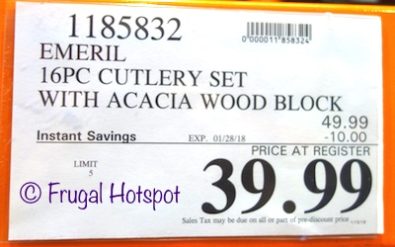 1185832
0000011858324
EMERIL
16PC CUTLERY SET
WITH ACACIA WOOD BLOCK
49.99
Instant Savings EXP. 01/28/18 -10.00
PRICE AT REGISTER
LIMIT
5
39.99
© Frugal Hotspot
Sales Tax may be due on all or part of pre-discount price